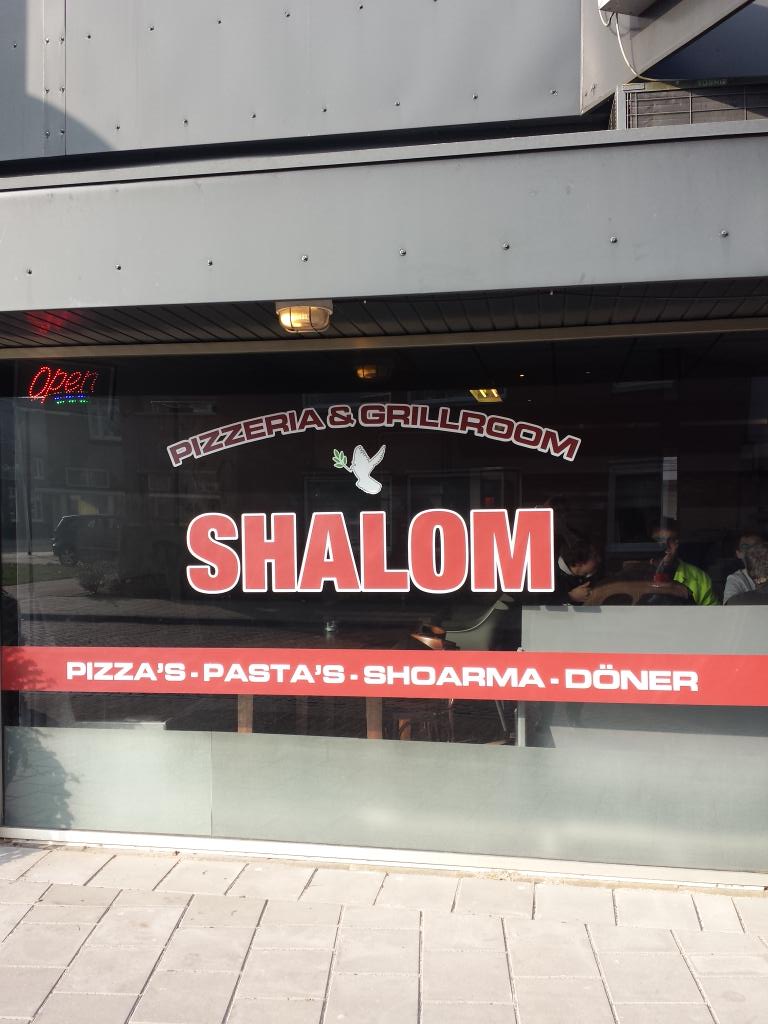 Open
PIZZERIA & GRILLROOM
SHALOM
PIZZA'S - PASTA'S - SHOARMA - DÖNER